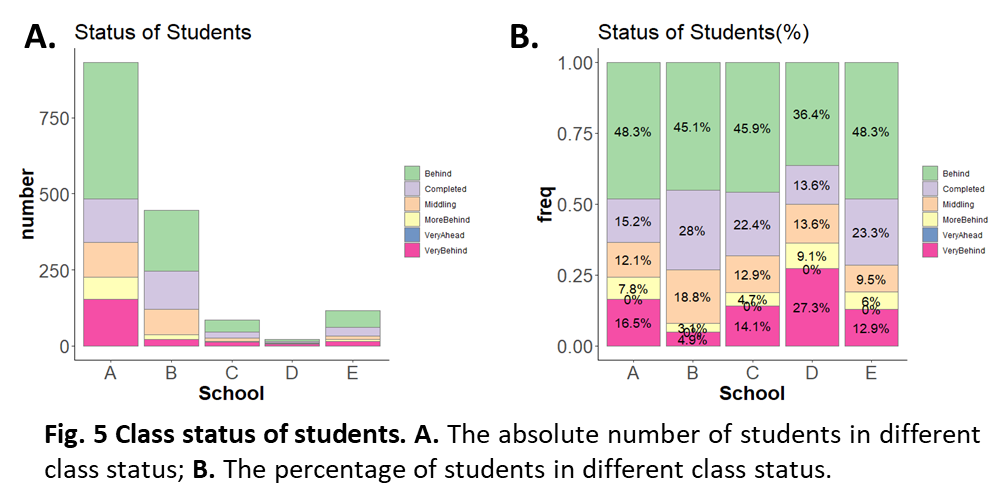 A. Status of Students
number
750
500
250
0
A B C D E
School
Behind
Completed
Middling
MoreBehind
VeryAhead
VeryBehind
B. Status of Students(%)
freq
1.00
0.75
0.50
0.25
0.00
48.3% 45.1% 45.9% 36.4% 48.3%
15.2% 28% 22.4% 13.6% 23.3%
12.1% 18.8% 12.9% 13.6% 9.5%
7.8% 3.1% 4.7% 9.1% 6%
0% 0% 0% 0% 0%
16.5% 4.9% 14.1% 27.3% 12.9%
A B C D E
School
Behind
Completed
Middling
MoreBehind
VeryAhead
VeryBehind
Fig. 5 Class status of students. A. The absolute number of students in different
class status; B. The percentage of students in different class status.